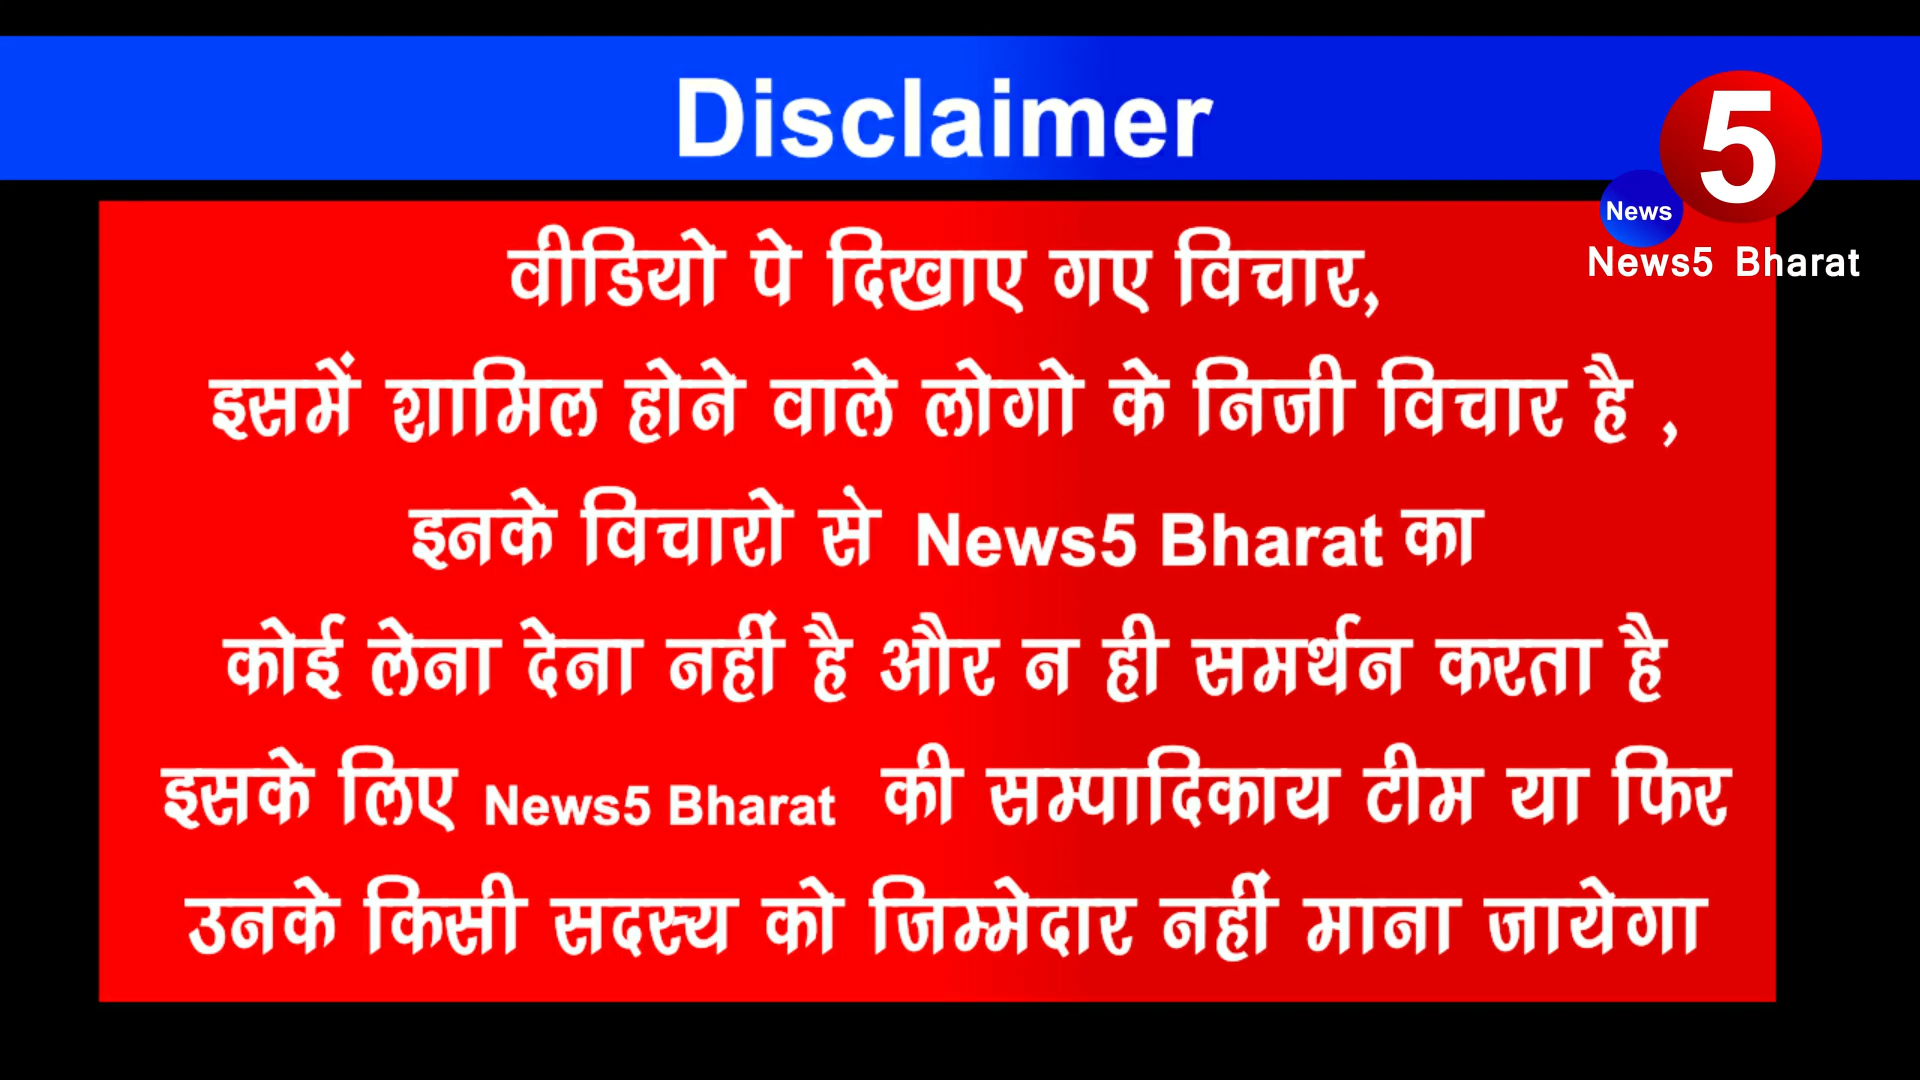 Disclaimer
5
News
News5 Bharat
वीडियो पे दिखाए गए विचार,
इसमें शामिल होने वाले लोगो के निजी विचार है ,
इनके विचारो से News5 Bharat का
कोई लेना देना नहीं है और न ही समर्थन करता है
इसके लिए News5 Bharat की सम्पादिकाय टीम या फिर
उनके किसी सदस्य को जिम्मेदार नहीं माना जायेगा